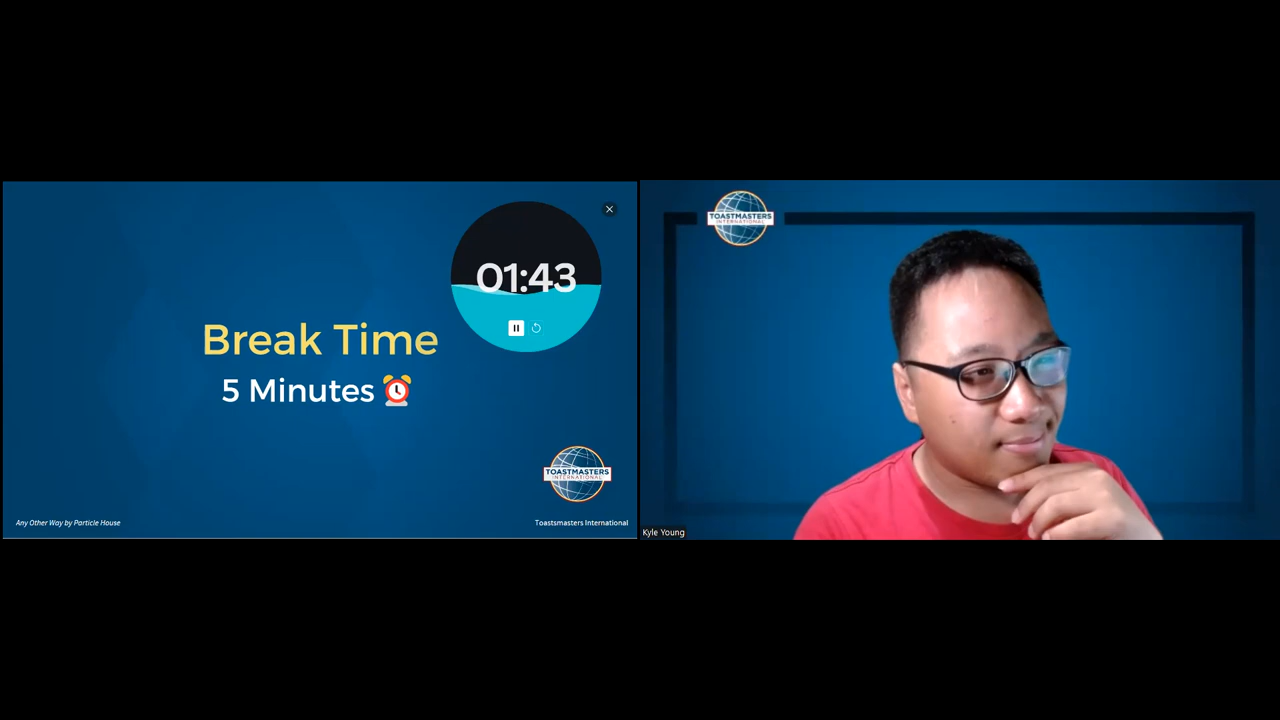 01:43
Break Time
5 Minutes
TOASTMASTERS
INTERNATIONAL
Any Other Way by Particle House
Toastsmasters International
TOASTMASTERS
INTERNATIONAL
Kyle Young